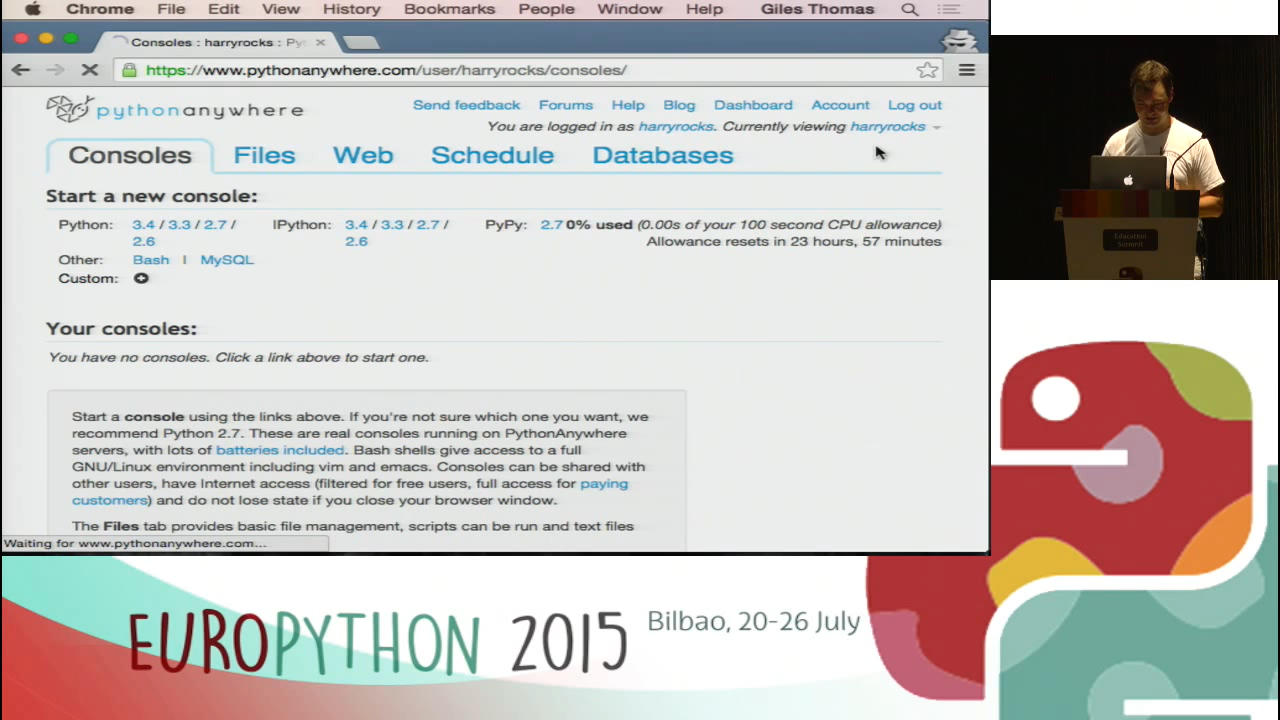 Chrome File Edit View History Bookmarks People Window Help Giles Thomas
Consoles : harryrocks : Py
https://www.pythonanywhere.com/user/harryrocks/consoles/
pythonanywhere
Send feedback Forums Help Blog Dashboard Account Log out
You are logged in as harryrocks. Currently viewing harryrocks
Consoles Files Web Schedule Databases
Start a new console:
Python: 3.4 / 3.3 / 2.7 / 2.6
IPython: 3.4 / 3.3 / 2.7 / 2.6
PyPy: 2.7
0% used (0.00s of your 100 second CPU allowance)
Allowance resets in 23 hours, 57 minutes
Other: Bash | MySQL
Custom:
Your consoles:
You have no consoles. Click a link above to start one.
Start a console using the links above. If you're not sure which one you want, we
recommend Python 2.7. These are real consoles running on PythonAnywhere
servers, with lots of batteries included. Bash shells give access to a full
GNU/Linux environment including vim and emacs. Consoles can be shared with
other users, have Internet access (filtered for free users, full access for paying
customers) and do not lose state if you close your browser window.
The Files tab provides basic file management, scripts can be run and text files
Waiting for www.pythonanywhere.com...
Education
Summit
EUROPYTHON 2015
Bilbao, 20-26 July